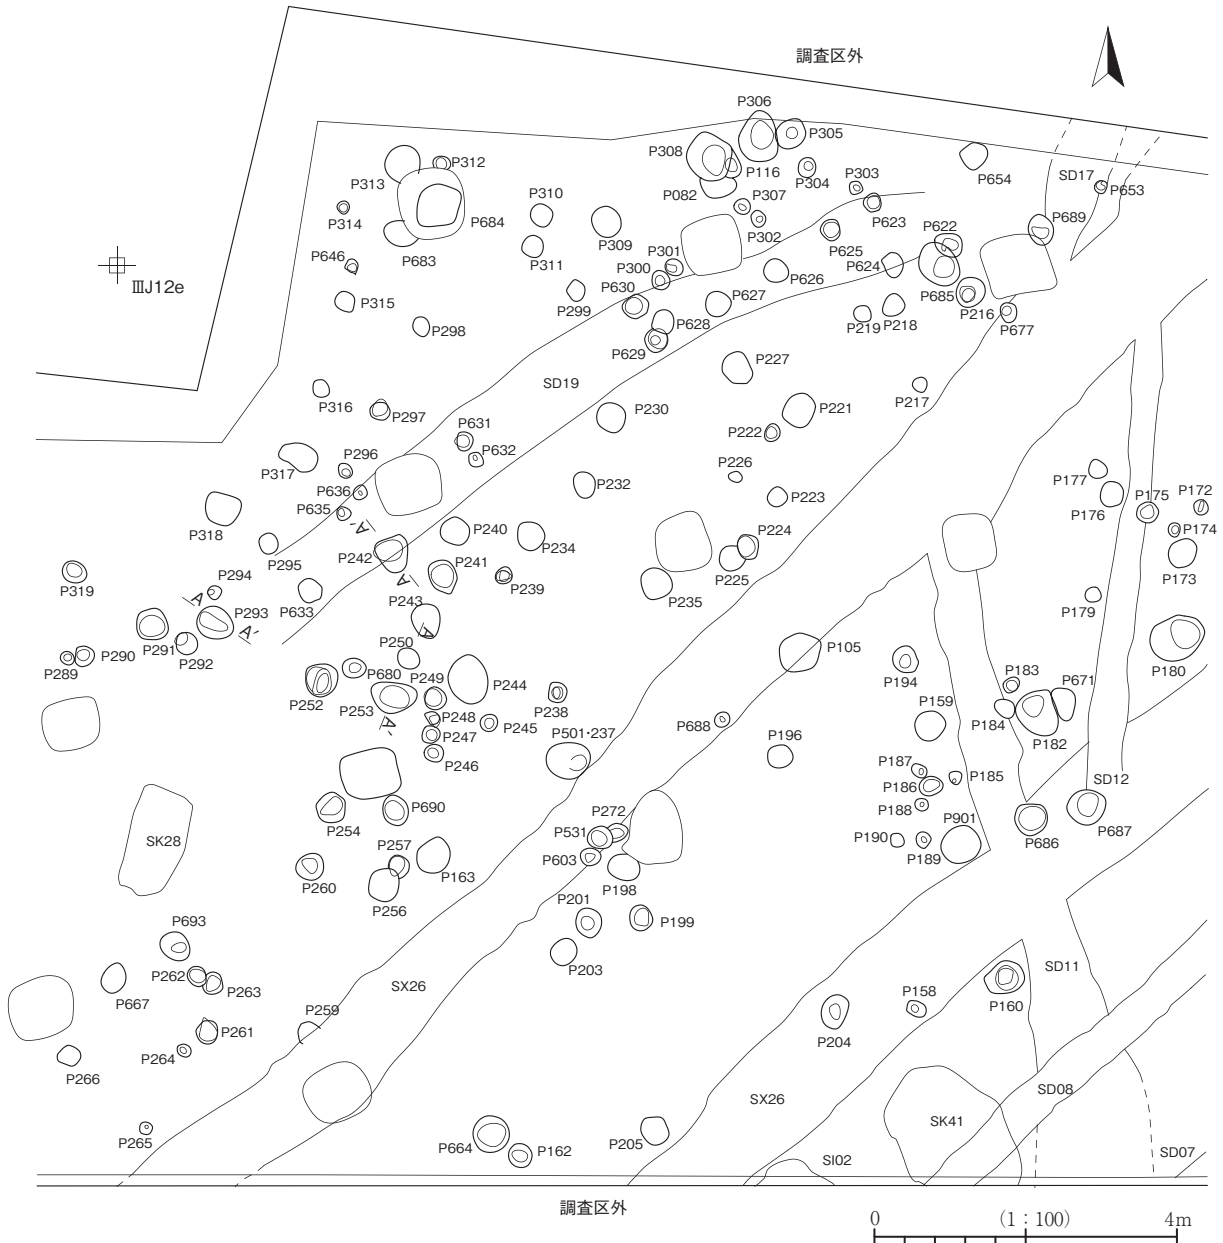 調査区外
P306
P305
P308
P116
P304
P303
P654
SD17
P653
P312
P313
P310
P082
P307
P302
P623
P622
P689
P314
P684
P309
P625
P624
P646
P683
P311
P301
P300
P626
P685
P216
ⅢJ12e
P315
P299
P630
P627
P219
P218
P677
P298
P628
P629
P227
SD19
P316
P297
P230
P221
P217
P631
P222
P632
P296
P317
P226
P177
P636
P232
P223
P176
P175
P172
P635
A'
P318
P240
P224
P174
P242
P234
P295
P241
P225
P173
P319
P294
A
P239
A
P243
P235
P179
P293
P633
A'
P291
P250
A
P105
P292
P290
P680
P249
P194
P183
P671
P180
P289
P244
P252
P253
P238
P159
P248
P184
A'
P245
P688
P247
P501·237
P182
P196
P246
P187
P185
SD12
P186
P254
P690
P272
P188
P901
P687
SK28
P531
P686
P257
P603
P190
P189
P163
P260
P198
P256
P201
P693
P199
P262
P203
SD11
P263
SX26
P667
P158
P160
P259
P261
P204
P264
P266
SD08
SX26
SK41
P265
P664
P162
P205
SI02
SD07
調査区外
0 (1：100) 4m